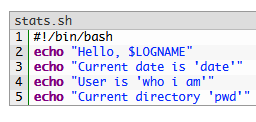 stats.sh
1 #!/bin/bash
2 echo "Hello, $LOGNAME"
3 echo "Current date is 'date'"
4 echo "User is 'who i am'"
5 echo "Current directory 'pwd'"